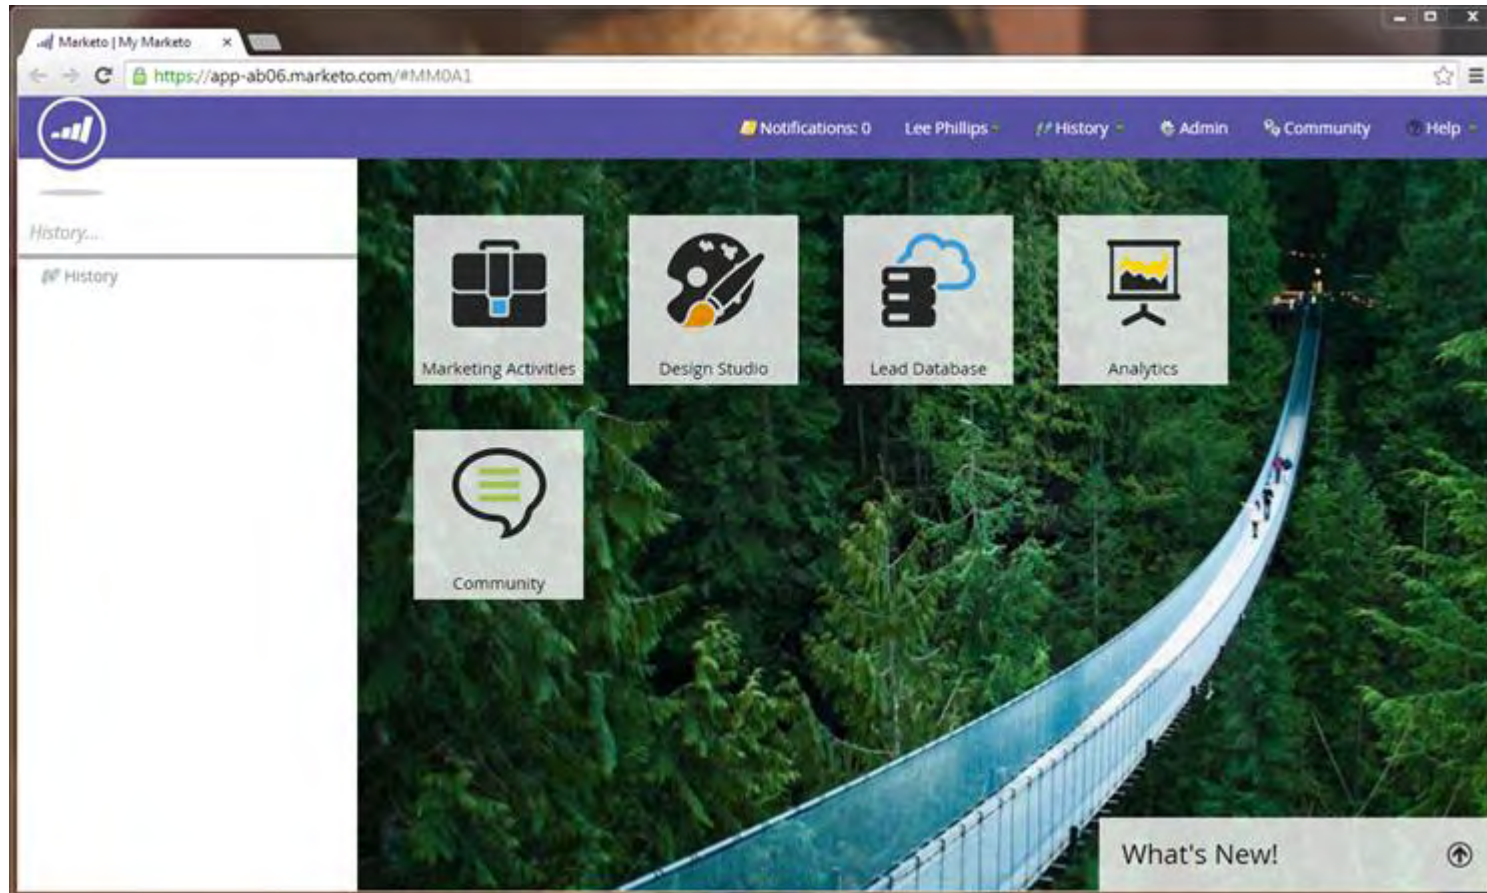 Marketo | My Marketo
https://app-ab06.marketo.com/#MM0A1
Notifications: 0 Lee Phillips History Admin Community Help
History...
History
Marketing Activities Design Studio Lead Database Analytics
Community
What's New!